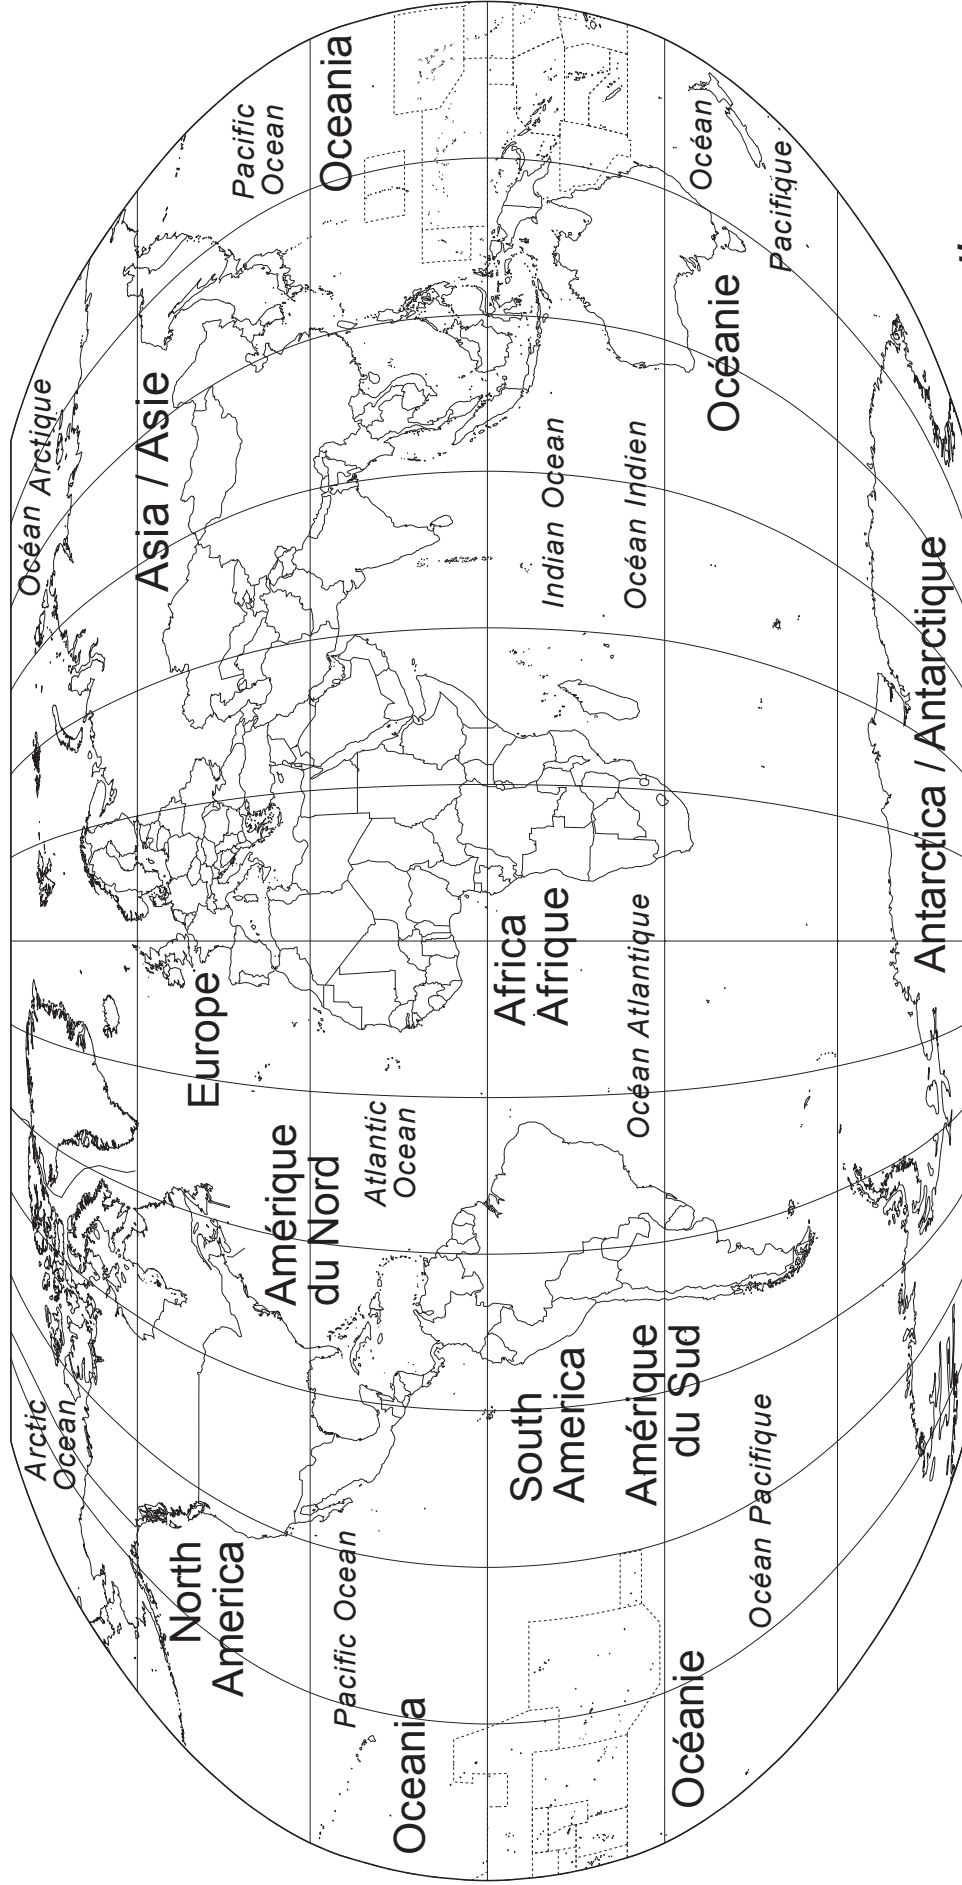 Arctic
Ocean
Océan Arctique
North
America
Amérique
du Nord
Europe
Asia / Asie
Pacific
Ocean
Pacific Ocean
Atlantic
Ocean
Oceania
Oceania
Africa
Afrique
South
America
Amérique
du Sud
Océan Atlantique
Indian Ocean
Océan Indien
Océanie
Océan
Pacifique
Océanie
Océan Pacifique
Antarctica / Antarctique